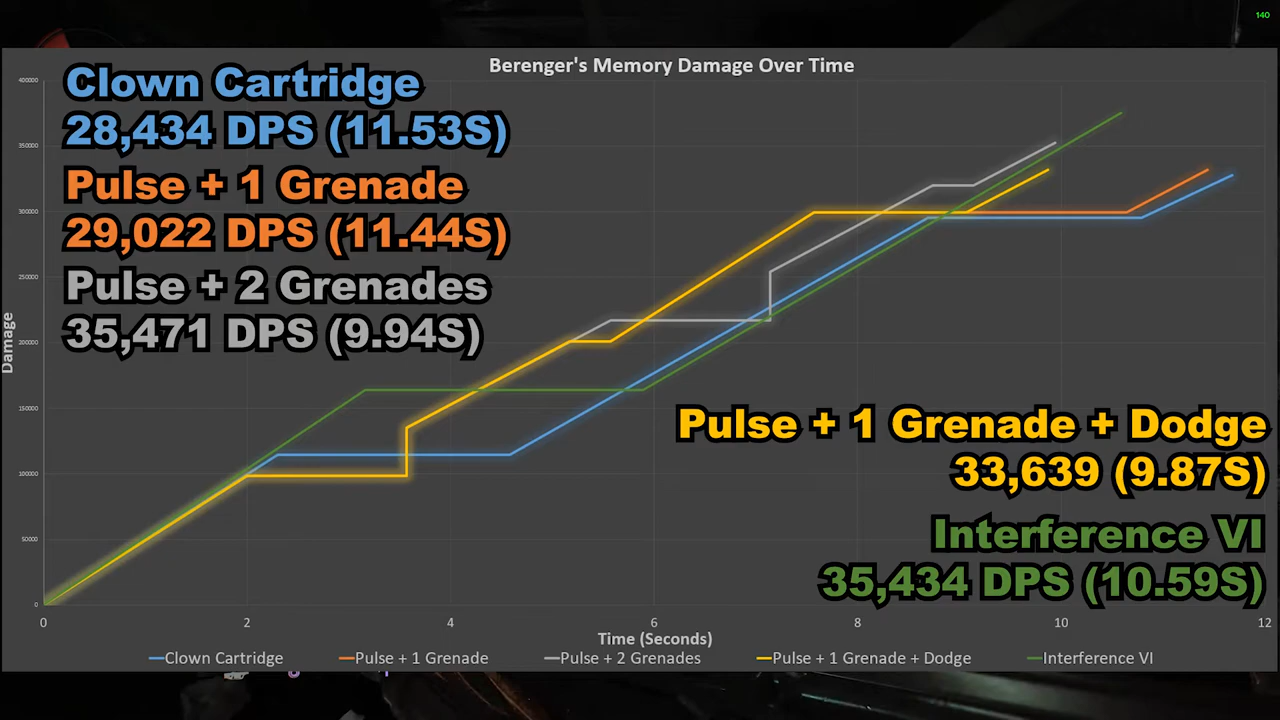 140
Berenger's Memory Damage Over Time
Clown Cartridge
28,434 DPS (11.53S)
Pulse + 1 Grenade
29,022 DPS (11.44S)
Pulse + 2 Grenades
35,471 DPS (9.94S)
Pulse + 1 Grenade + Dodge
33,639 (9.87S)
Interference VI
35,434 DPS (10.59S)
Damage
400000
350000
300000
250000
200000
150000
100000
50000
0
0 2 4 6 8 10 12
Time (Seconds)
Clown Cartridge Pulse + 1 Grenade Pulse + 2 Grenades Pulse + 1 Grenade + Dodge Interference VI